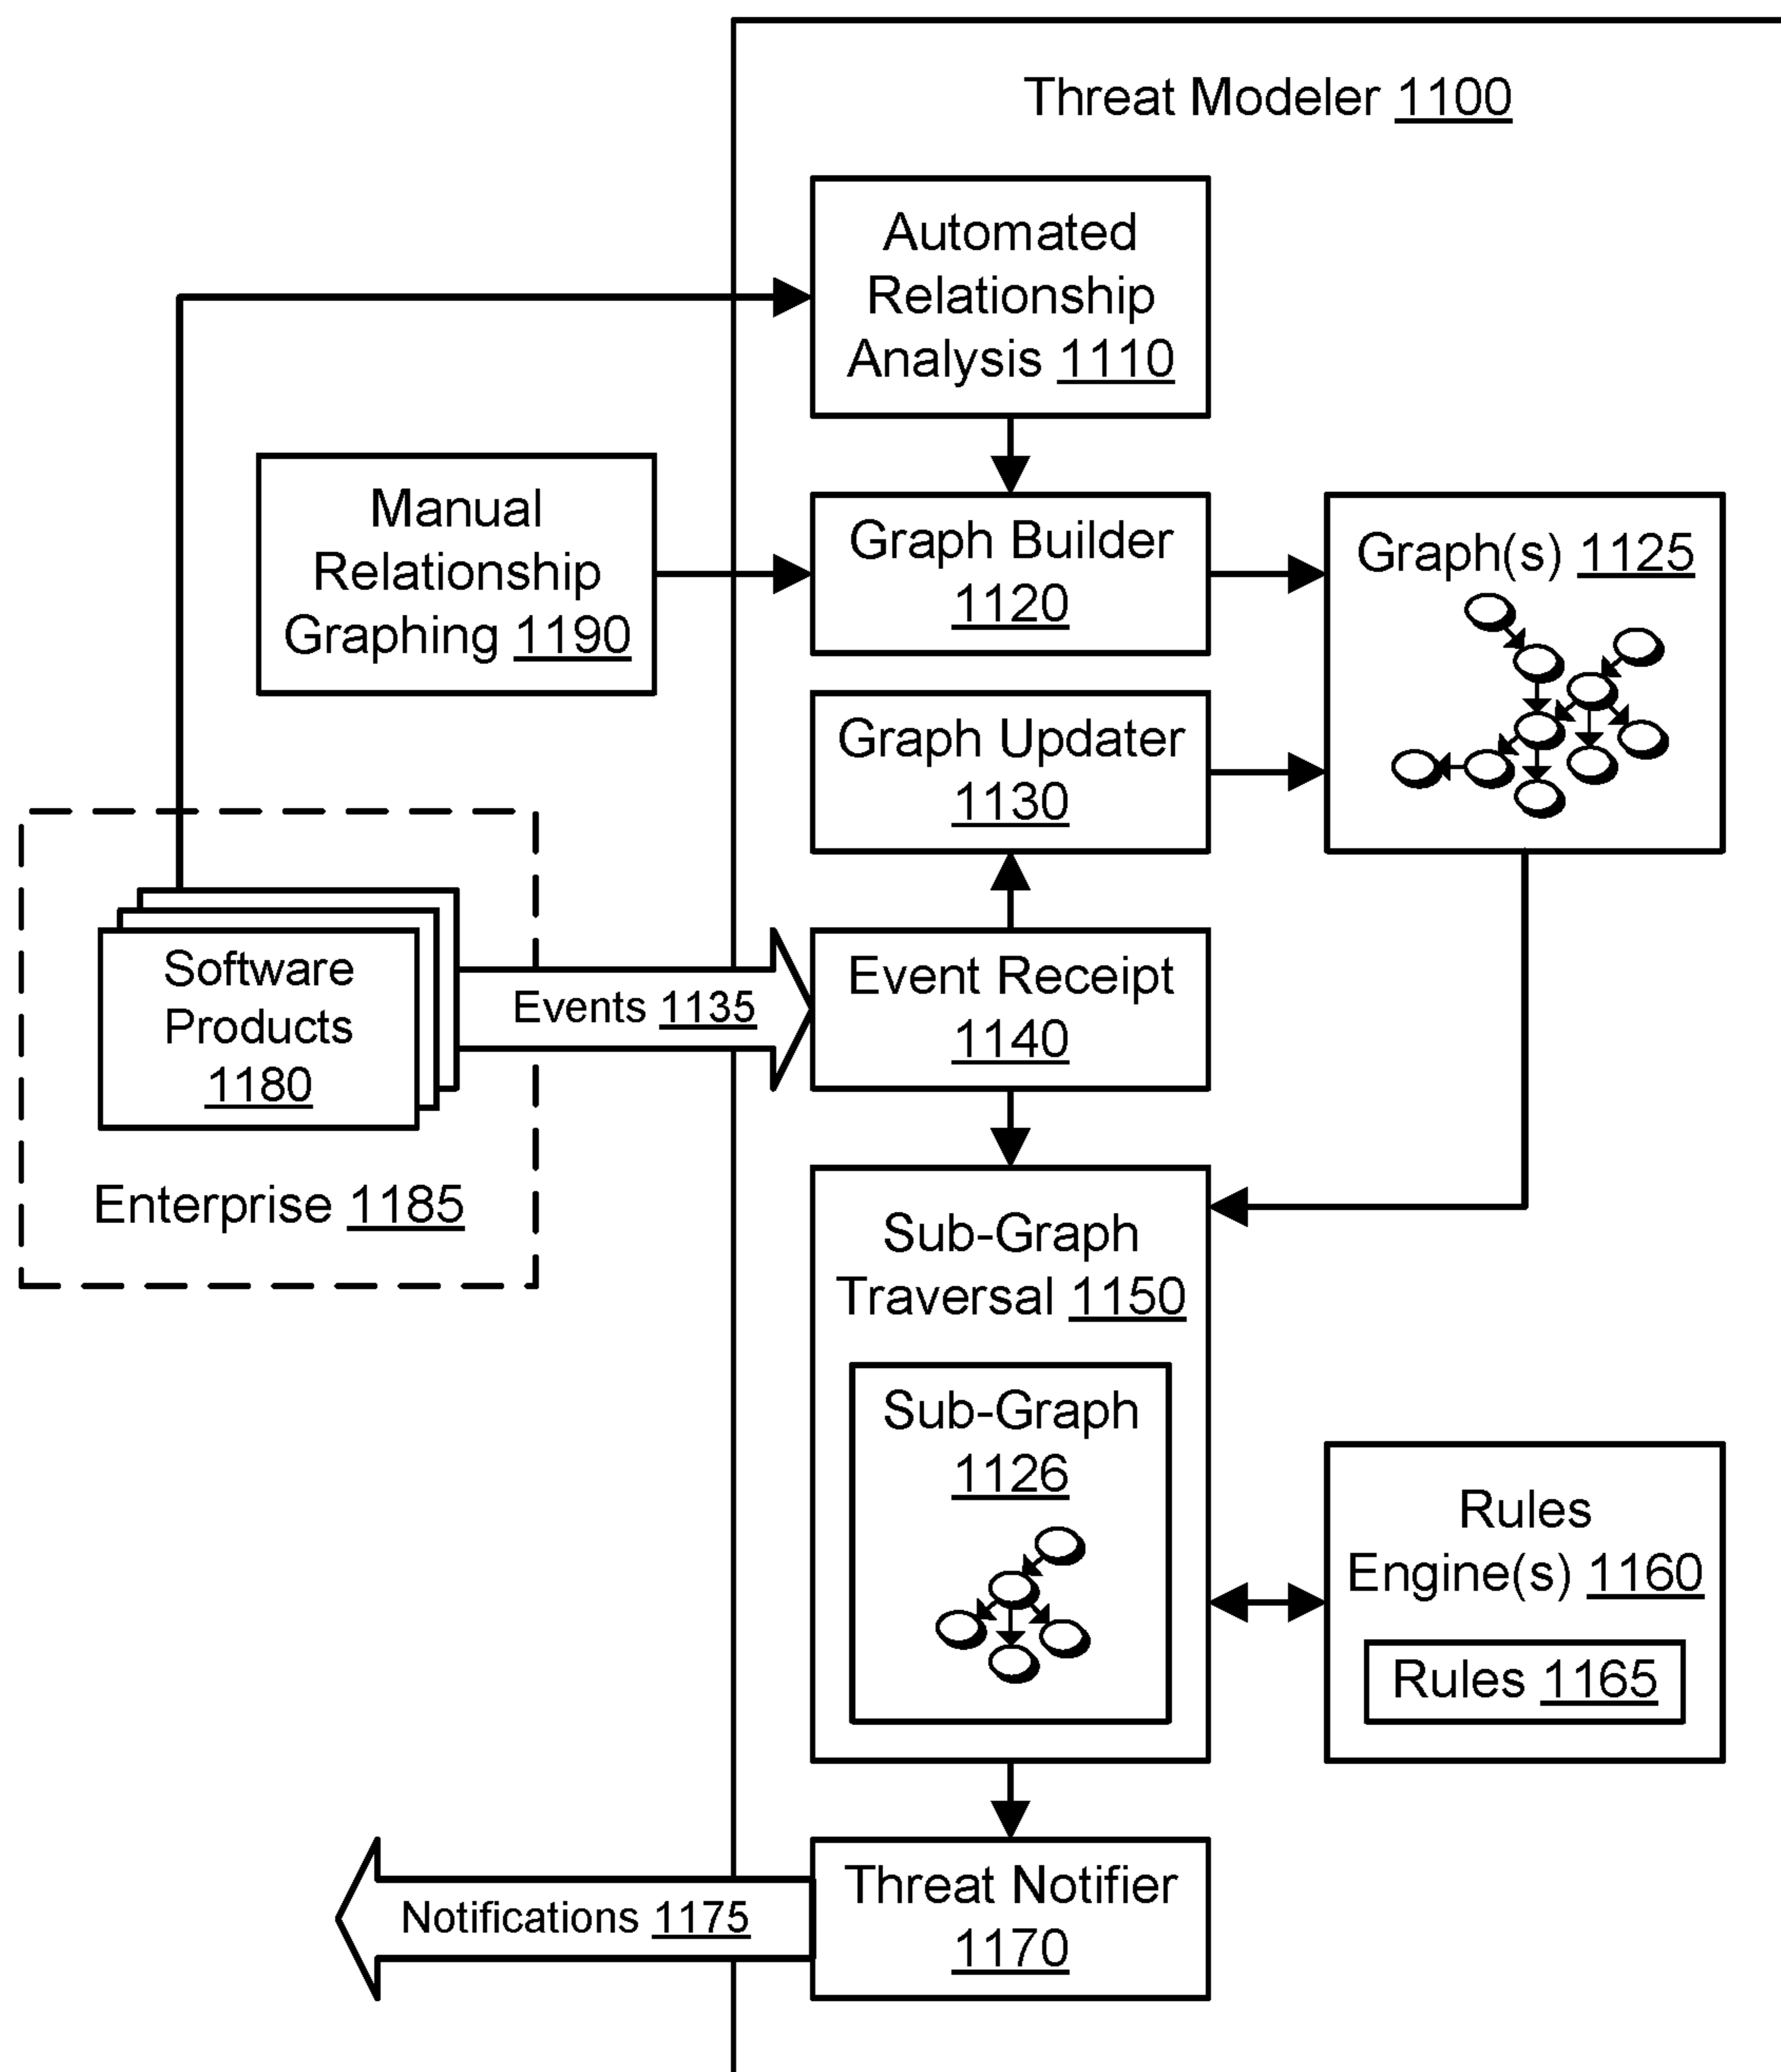 Threat Modeler 1100
Automated
Relationship
Analysis 1110
Manual
Relationship
Graphing 1190
Graph Builder
1120
Graph(s) 1125
Graph Updater
1130
Software
Products
1180
Enterprise 1185
Events 1135
Event Receipt
1140
Sub-Graph
Traversal 1150
Sub-Graph
1126
Rules
Engine(s) 1160
Rules 1165
Threat Notifier
1170
Notifications 1175